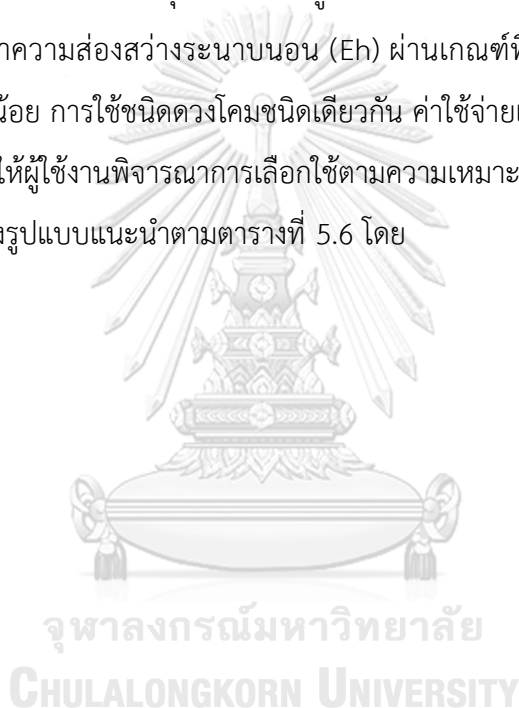 าความส่องสว่างระนาบนอน (Eh) ผ่านเกณฑ์ที
น้อย การใช้ชนิดดวงโคมชนิดเดียวกัน ค่าใช้จ่ายเ
ให้ผู้ใช้งานพิจารณาการเลือกใช้ตามความเหมาะ
งรูปแบบแนะนำตามตารางที่ 5.6 โดย
จุฬาลงกรณ์มหาวิทยาลัย
CHULALONGKORN UNIVERSITY